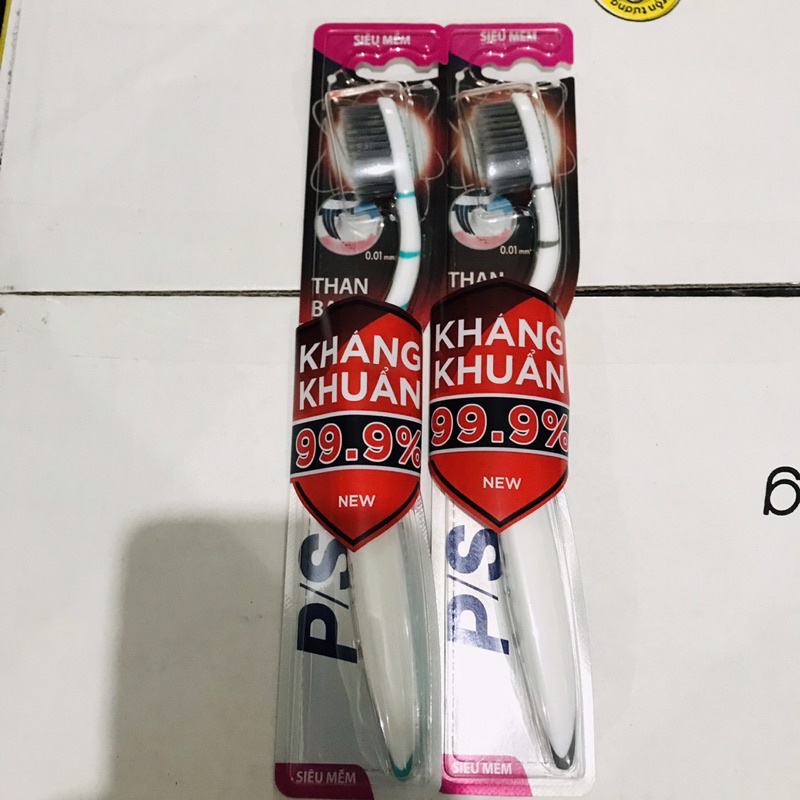 SIÊU MỀM
0.01 mm
THAN
KHÁNG
KHUẨN
99.9%
NEW
P/S
SIÊU MỀM
SIÊU MỀM
0.01 mm
THAN
KHÁNG
KHUẨN
99.9%
NEW
P/S
SIÊU MỀM
g